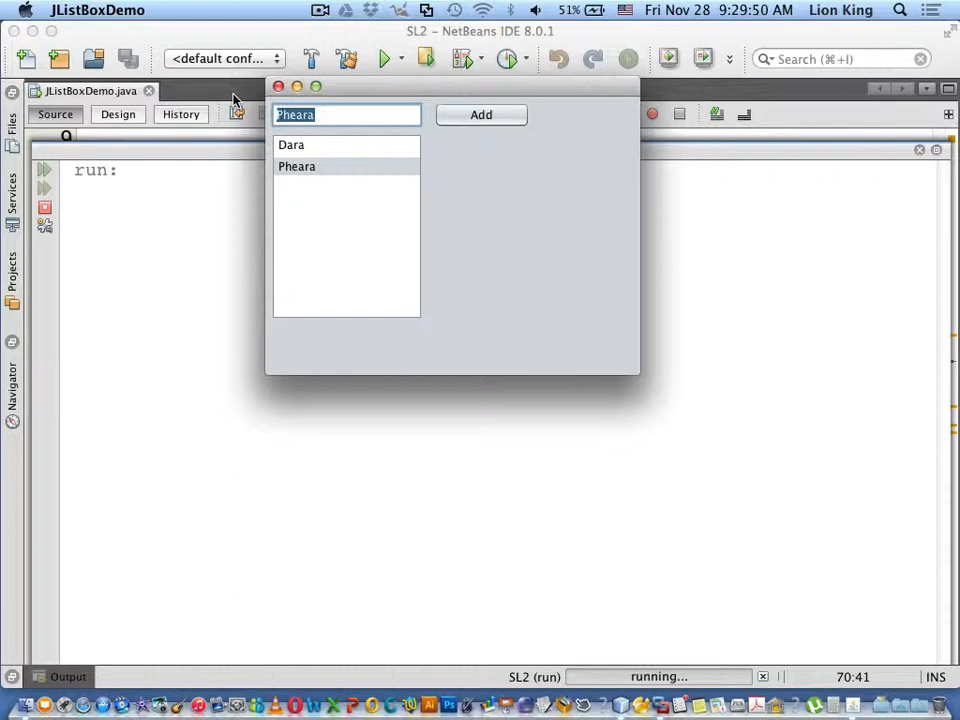 JListBoxDemo
51%
Fri Nov 28 9:29:50 AM
Lion King
SL2 - NetBeans IDE 8.0.1
<default conf...
Search (⌘+I)
JListBoxDemo.java
Source
Design
History
Pheara
Add
9
Dara
Pheara
run:
Files
Services
Projects
Navigator
Output
SL2 (run)
running...
70:41
INS